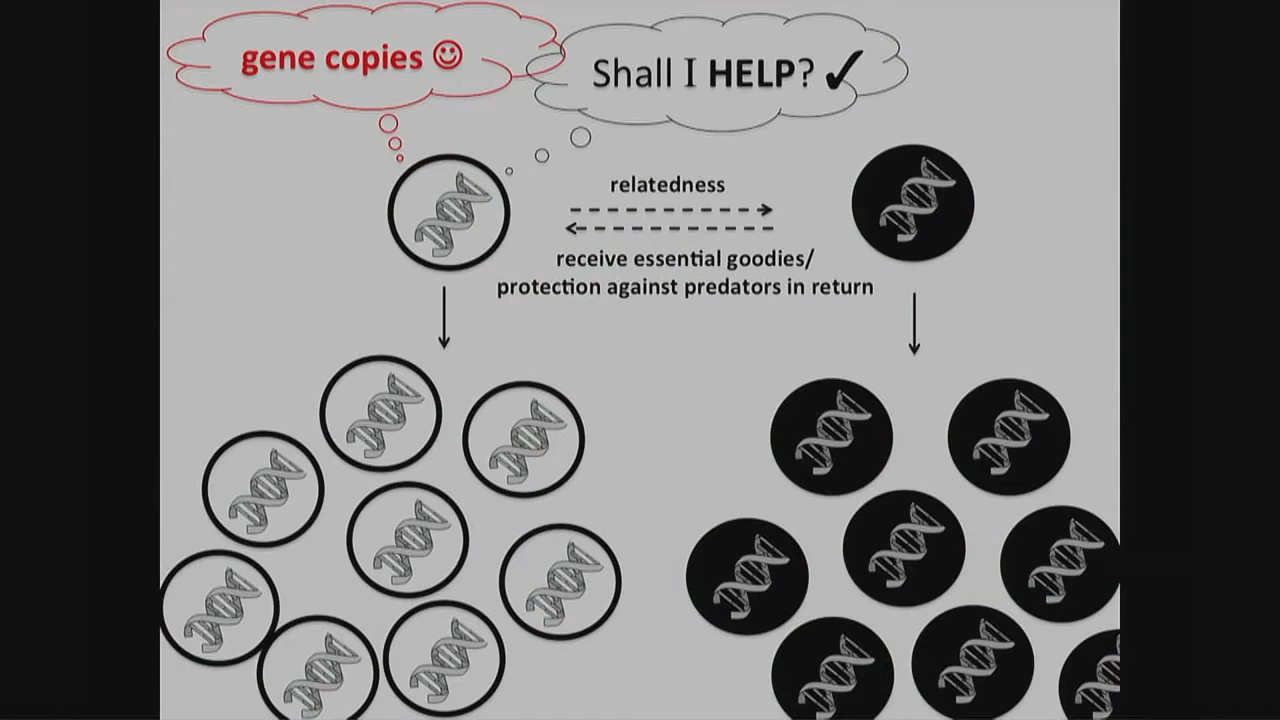 gene copies ☺
Shall I HELP? ✓
relatedness
receive essential goodies/
protection against predators in return